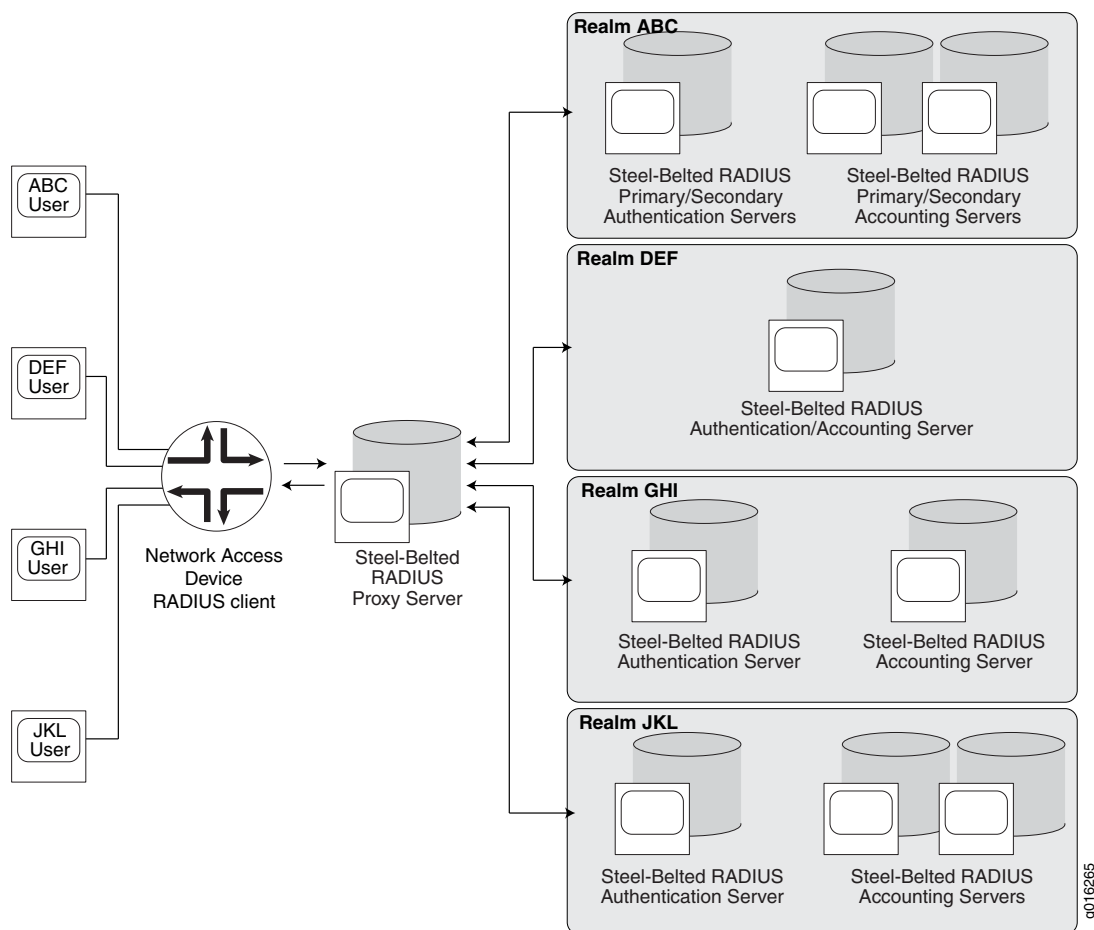 ABC
User
DEF
User
GHI
User
JKL
User
Network Access
Device
RADIUS client
Steel-Belted
RADIUS
Proxy Server
Realm ABC
Steel-Belted RADIUS
Primary/Secondary
Authentication Servers
Steel-Belted RADIUS
Primary/Secondary
Accounting Servers
Realm DEF
Steel-Belted RADIUS
Authentication/Accounting Server
Realm GHI
Steel-Belted RADIUS
Authentication Server
Steel-Belted RADIUS
Accounting Server
Realm JKL
Steel-Belted RADIUS
Authentication Server
Steel-Belted RADIUS
Accounting Servers
g016265